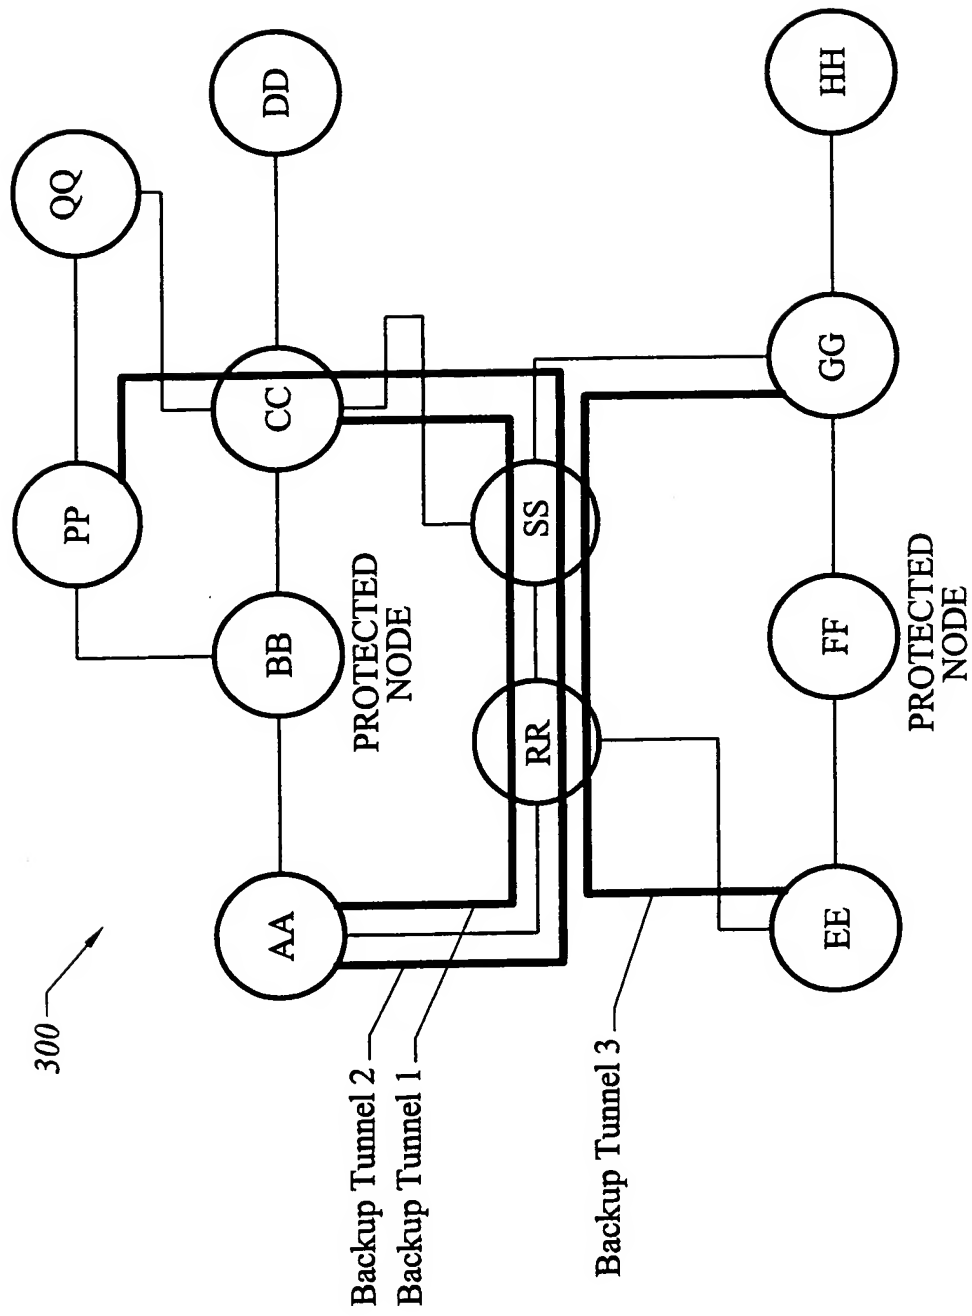 300
QQ
PP
DD
CC
BB
PROTECTED
NODE
AA
Backup Tunnel 2
Backup Tunnel 1
SS
RR
Backup Tunnel 3
HH
GG
FF
PROTECTED
NODE
EE